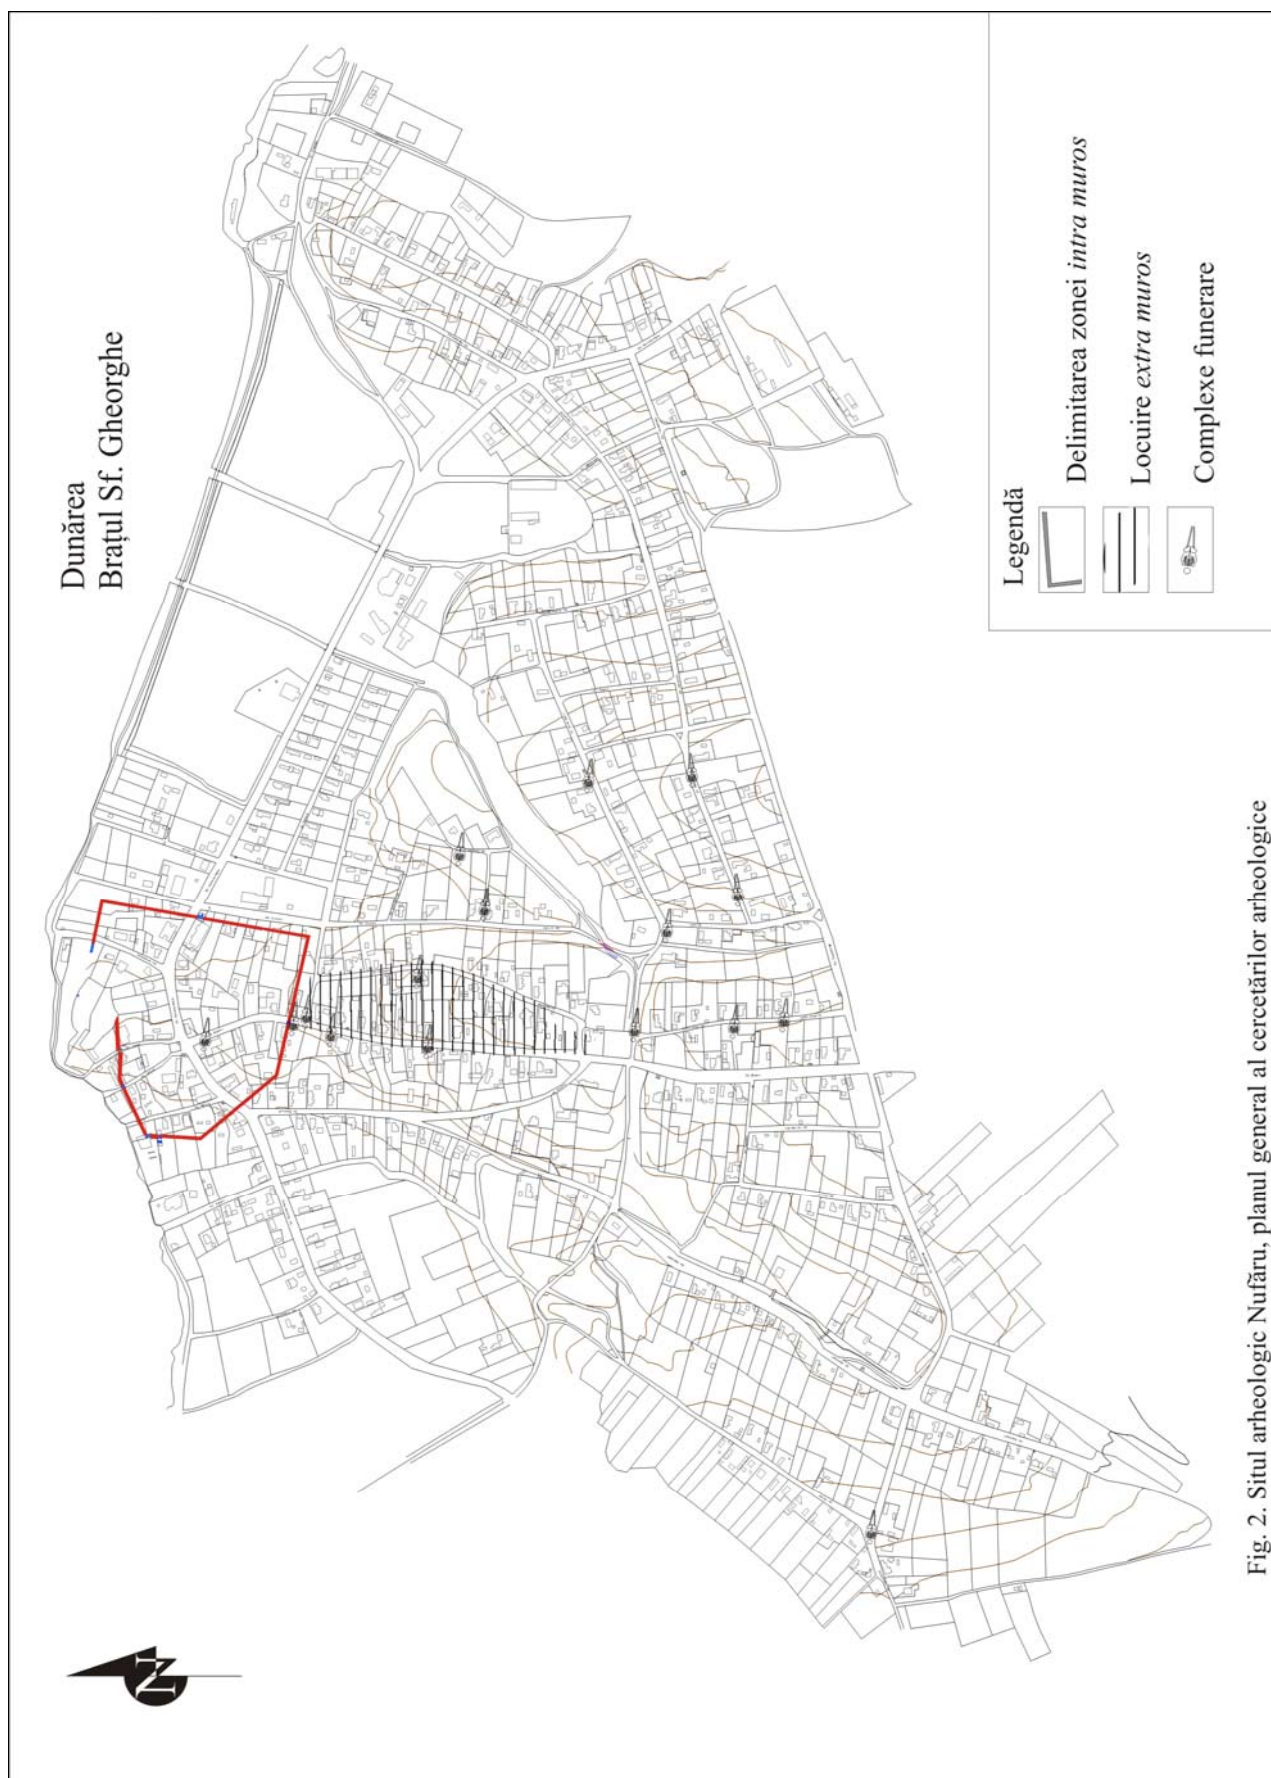 Dunărea
Brațul Sf. Gheorghe
N
Legendă
Delimitarea zonei intra muros
Locuire extra muros
Complexe funerare
Fig. 2. Situl arheologic Nufăru, planul general al cercetărilor arheologice